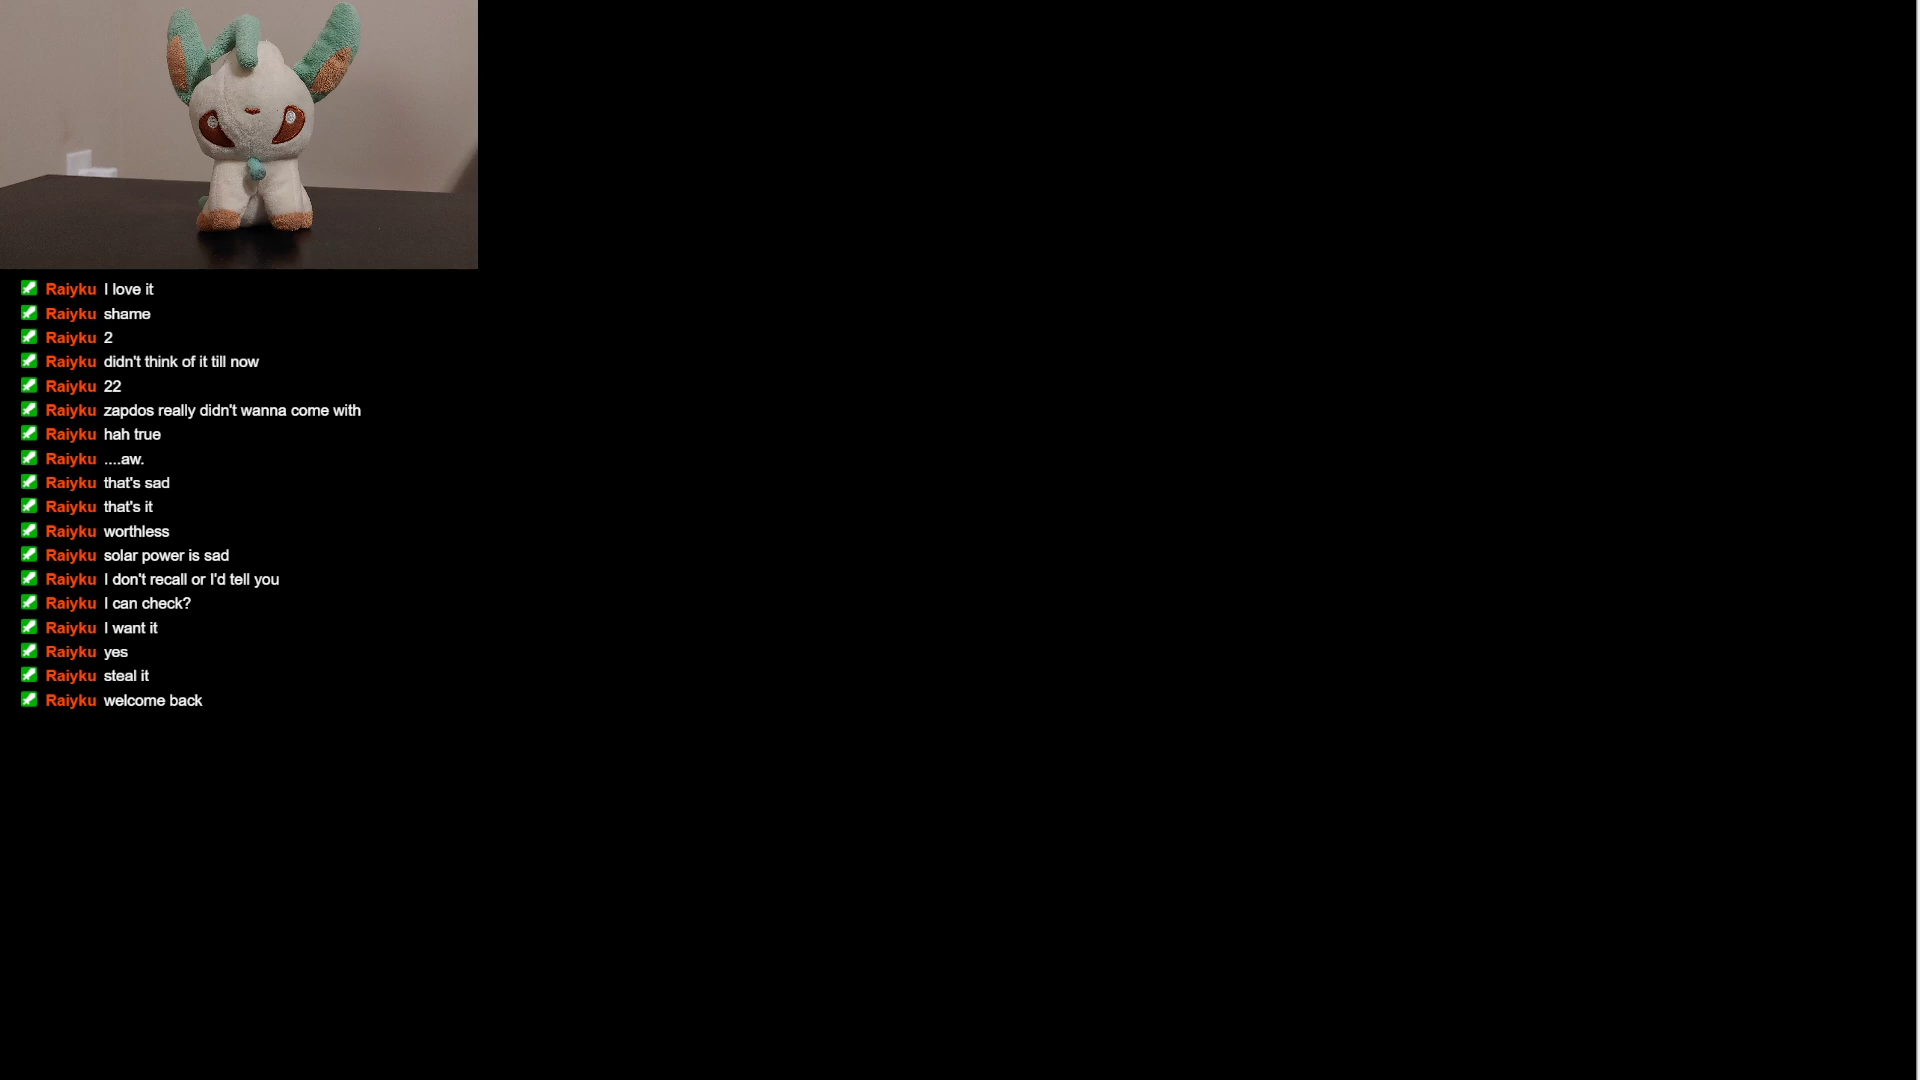 Raiyku I love it
Raiyku shame
Raiyku 2
Raiyku didn't think of it till now
Raiyku 22
Raiyku zapdos really didn't wanna come with
Raiyku hah true
Raiyku ....aw.
Raiyku that's sad
Raiyku that's it
Raiyku worthless
Raiyku solar power is sad
Raiyku I don't recall or I'd tell you
Raiyku I can check?
Raiyku I want it
Raiyku yes
Raiyku steal it
Raiyku welcome back